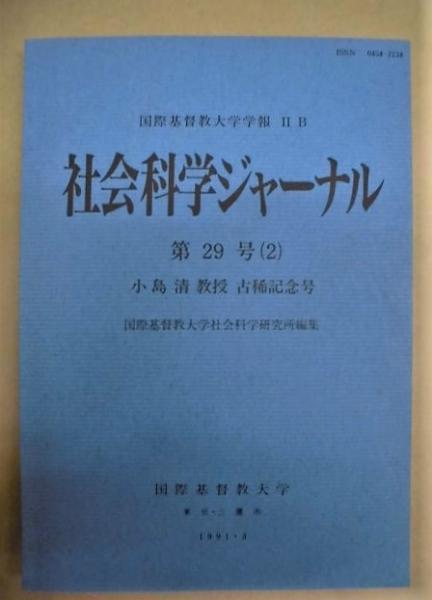 ISSN 0454-2134
国際基督教大学学報 II B
社会科学ジャーナル
第 29 号(2)
小島 清 教授 古稀記念号
国際基督教大学社会科学研究所編集
国際基督教大学
東京・三鷹市
1991・3